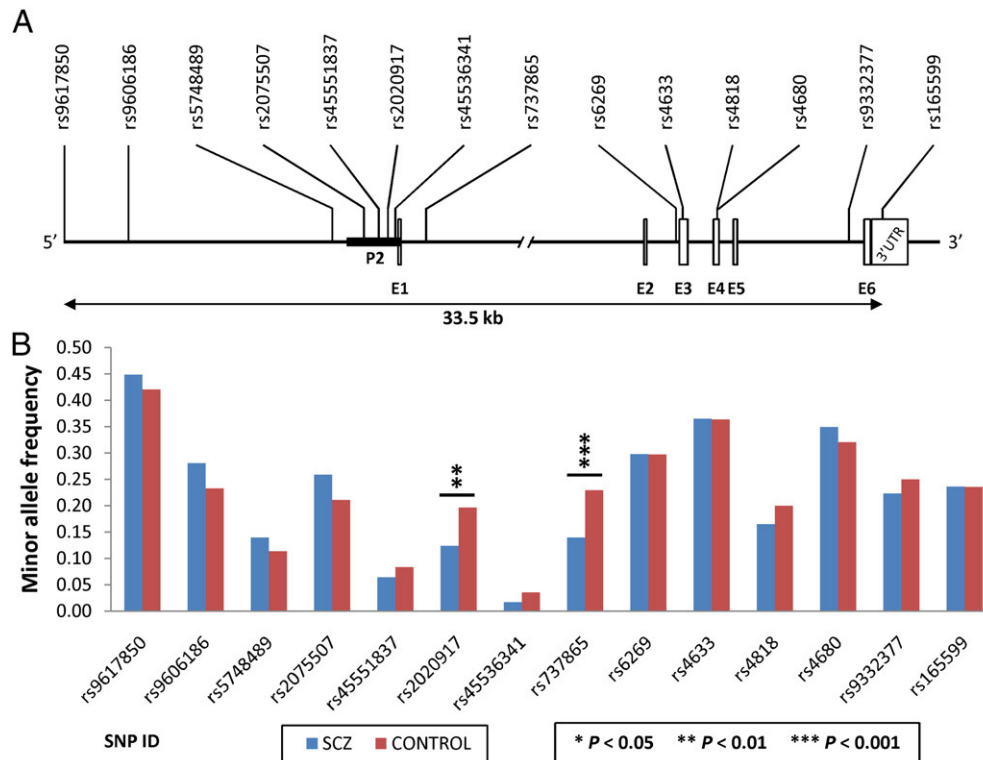 A
rs9617850 rs9606186 rs5748489 rs2075507 rs45551837 rs2020917 rs45536341 rs737865 rs6269 rs4633 rs4818 rs4680 rs9332377 rs165599
5’ 3’
P2 3’UTR
E1 E2 E3 E4 E5 E6
33.5 kb
B
Minor allele frequency
0.50
0.45
0.40
0.35
0.30
0.25
0.20
0.15
0.10
0.05
0.00
**
***
rs9617850 rs9606186 rs5748489 rs2075507 rs45551837 rs2020917 rs45536341 rs737865 rs6269 rs4633 rs4818 rs4680 rs9332377 rs165599
SNP ID
SCZ CONTROL
* P < 0.05 ** P < 0.01 *** P < 0.001